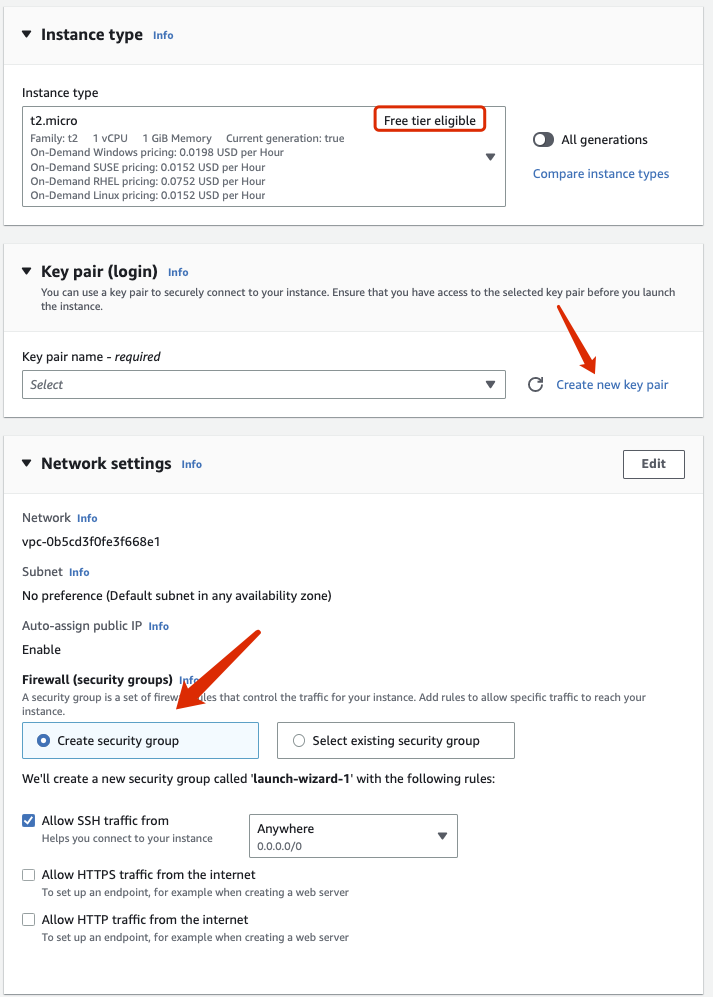 Instance type Info
Instance type
t2.micro Free tier eligible
Family: t2 1 vCPU 1 GiB Memory Current generation: true
On-Demand Windows pricing: 0.0198 USD per Hour
On-Demand SUSE pricing: 0.0152 USD per Hour
On-Demand RHEL pricing: 0.0752 USD per Hour
On-Demand Linux pricing: 0.0152 USD per Hour
All generations
Compare instance types
Key pair (login) Info
You can use a key pair to securely connect to your instance. Ensure that you have access to the selected key pair before you launch
the instance.
Key pair name - required
Select
Create new key pair
Network settings Info
Edit
Network Info
vpc-0b5cd3f0fe3f668e1
Subnet Info
No preference (Default subnet in any availability zone)
Auto-assign public IP Info
Enable
Firewall (security groups) Info
A security group is a set of firewall rules that control the traffic for your instance. Add rules to allow specific traffic to reach your
instance.
Create security group
Select existing security group
We'll create a new security group called 'launch-wizard-1' with the following rules:
Allow SSH traffic from
Helps you connect to your instance
Anywhere
0.0.0.0/0
Allow HTTPS traffic from the internet
To set up an endpoint, for example when creating a web server
Allow HTTP traffic from the internet
To set up an endpoint, for example when creating a web server